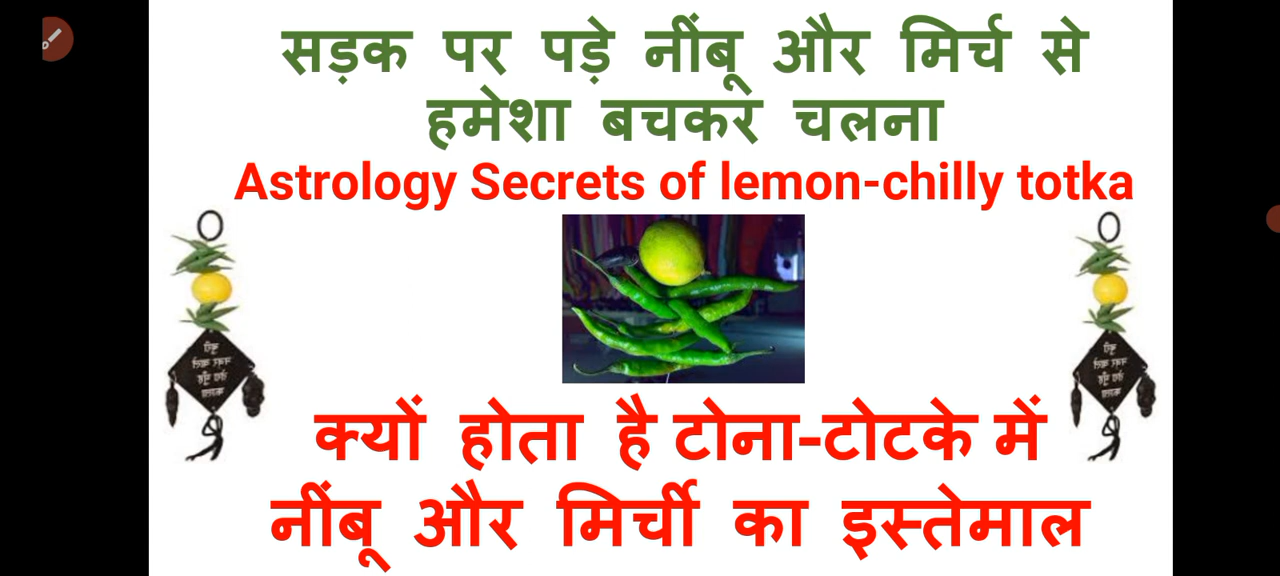 सड़क पर पड़े नींबू और मिर्च से
हमेशा बचकर चलना
Astrology Secrets of lemon-chilly totka
क्यों होता है टोना-टोटके में
नींबू और मिर्ची का इस्तेमाल